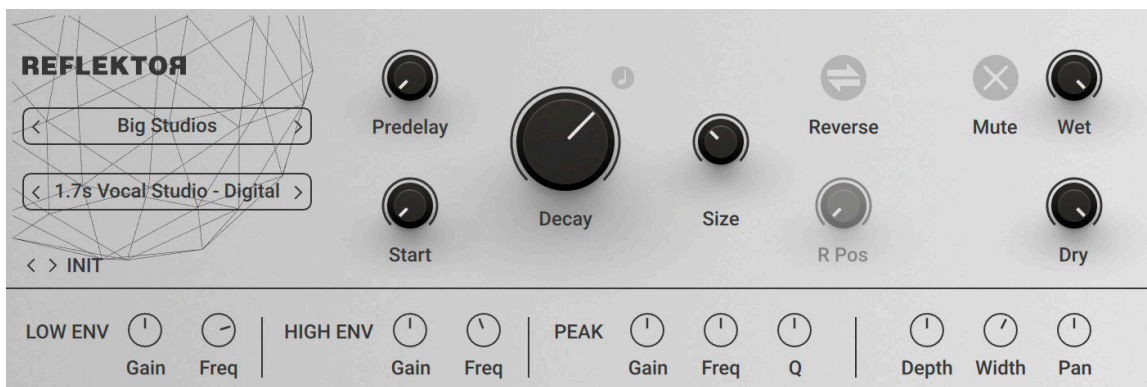 REFLEKTOR
Big Studios
1.7s Vocal Studio - Digital
INIT
Predelay
Start
Decay
Size
Reverse
R Pos
Mute
Wet
Dry
LOW ENV
Gain
Freq
HIGH ENV
Gain
Freq
PEAK
Gain
Freq
Q
Depth
Width
Pan